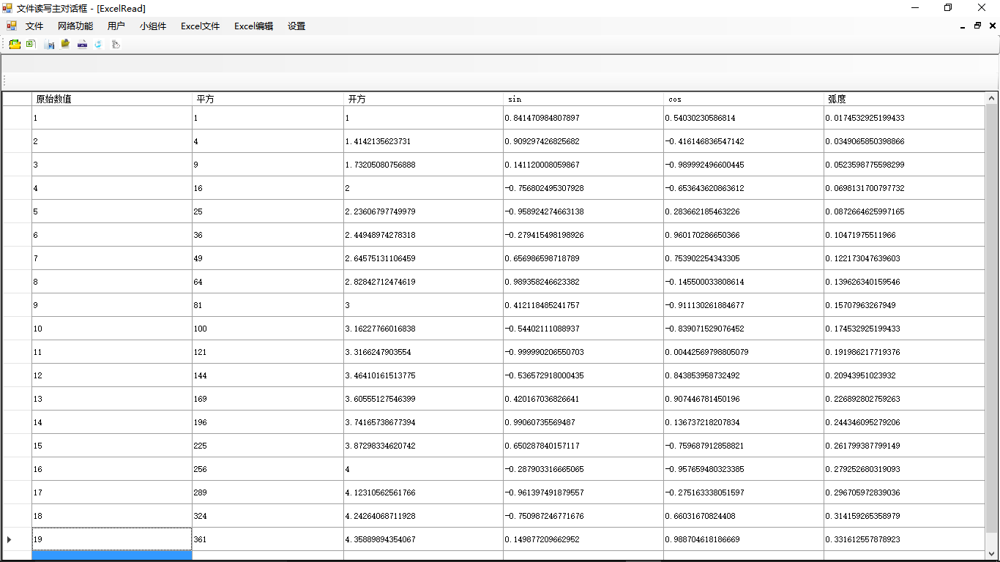 文件读写主对话框 - [ExcelRead]
文件 网络功能 用户 小组件 Excel文件 Excel编辑 设置
原始数值 平方 开方 sin cos 弧度
1 1 1 0.841470984807897 0.54030230586814 0.0174532925199433
2 4 1.4142135623731 0.909297426825682 -0.416146836547142 0.0349065850398866
3 9 1.73205080756888 0.141120008059867 -0.989992496600445 0.0523598775598299
4 16 2 -0.756802495307928 -0.653643620863612 0.0698131700797732
5 25 2.23606797749979 -0.958924274663138 0.283662185463226 0.0872664625997165
6 36 2.44948974278318 -0.279415498198926 0.960170286650366 0.10471975511966
7 49 2.64575131106459 0.656986598718789 0.753902254343305 0.122173047639603
8 64 2.82842712474619 0.989358246623382 -0.145500033808614 0.139626340159546
9 81 3 0.412118485241757 -0.911130261884677 0.15707963267949
10 100 3.16227766016838 -0.54402111088937 -0.839071529076452 0.174532925199433
11 121 3.3166247903554 -0.999990206550703 0.00442569798805079 0.191986217719376
12 144 3.46410161513775 -0.536572918000435 0.843853958732492 0.20943951023932
13 169 3.60555127546399 0.420167036826641 0.907446781450196 0.226892802759263
14 196 3.74165738677394 0.99060735569487 0.136737218207834 0.244346095279206
15 225 3.87298334620742 0.650287840157117 -0.759687912858821 0.261799387799149
16 256 4 -0.287903316665065 -0.957659480323385 0.279252680319093
17 289 4.12310562561766 -0.961397491879557 -0.275163338051597 0.296705972839036
18 324 4.24264068711928 -0.750987246771676 0.66031670824408 0.314159265358979
19 361 4.35889894354067 0.149877209662952 0.988704618186669 0.331612557878923